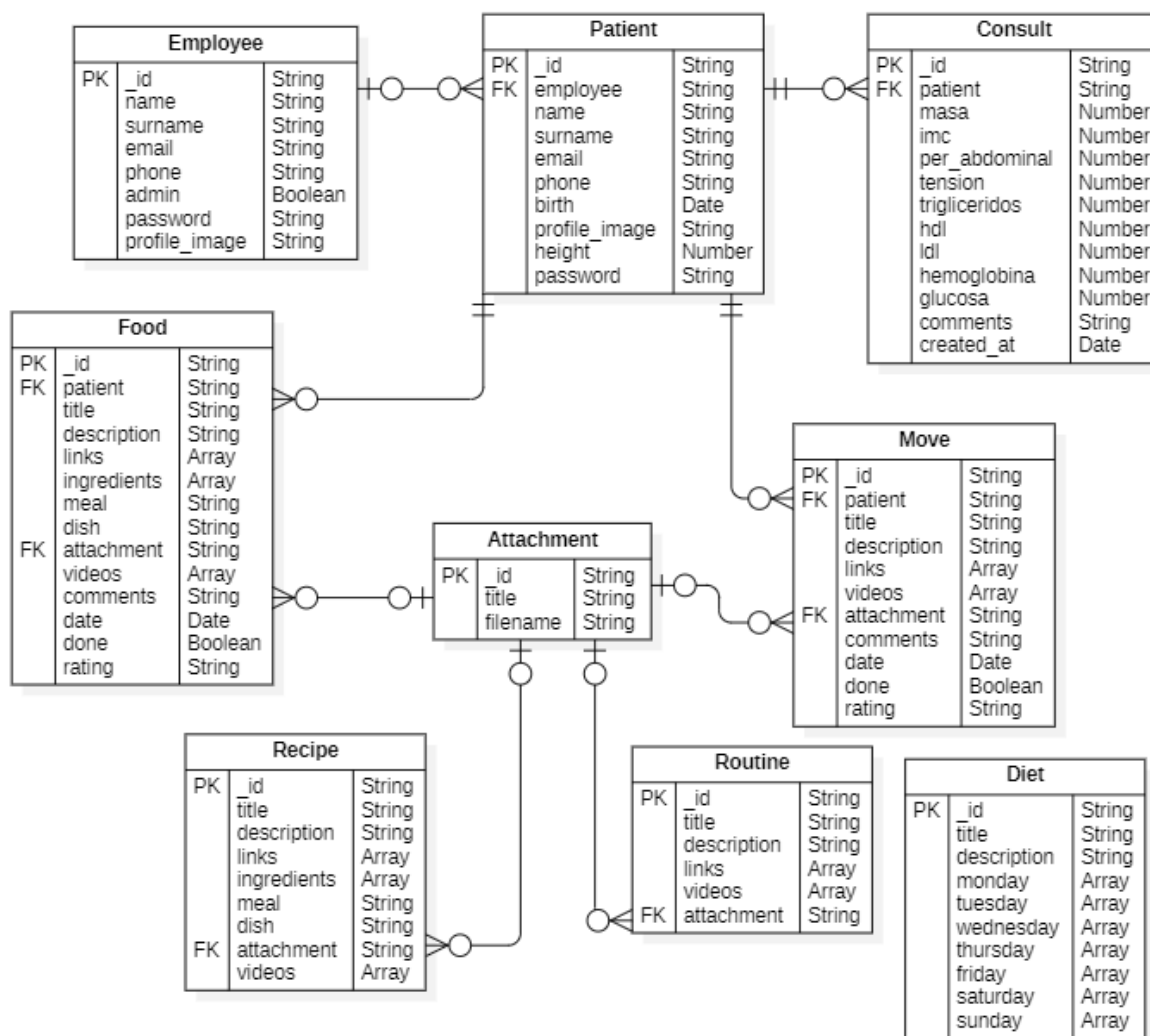 Employee
PK _id String
name String
surname String
email String
phone String
admin Boolean
password String
profile_image String
Patient
PK _id String
FK employee String
name String
surname String
email String
phone String
birth Date
profile_image String
height Number
password String
Consult
PK _id String
FK patient String
masa Number
imc Number
per_abdominal Number
tension Number
trigliceridos Number
hdl Number
ldl Number
hemoglobina Number
glucosa Number
comments String
created_at Date
Food
PK _id String
FK patient String
title String
description String
links Array
ingredients Array
meal String
dish String
FK attachment String
videos Array
comments String
date Date
done Boolean
rating String
Attachment
PK _id String
title String
filename String
Move
PK _id String
FK patient String
title String
description String
links Array
videos Array
FK attachment String
comments String
date Date
done Boolean
rating String
Recipe
PK _id String
title String
description String
links Array
ingredients Array
meal String
dish String
FK attachment String
videos Array
Routine
PK _id String
title String
description String
links Array
videos Array
FK attachment String
Diet
PK _id String
title String
description String
monday Array
tuesday Array
wednesday Array
thursday Array
friday Array
saturday Array
sunday Array